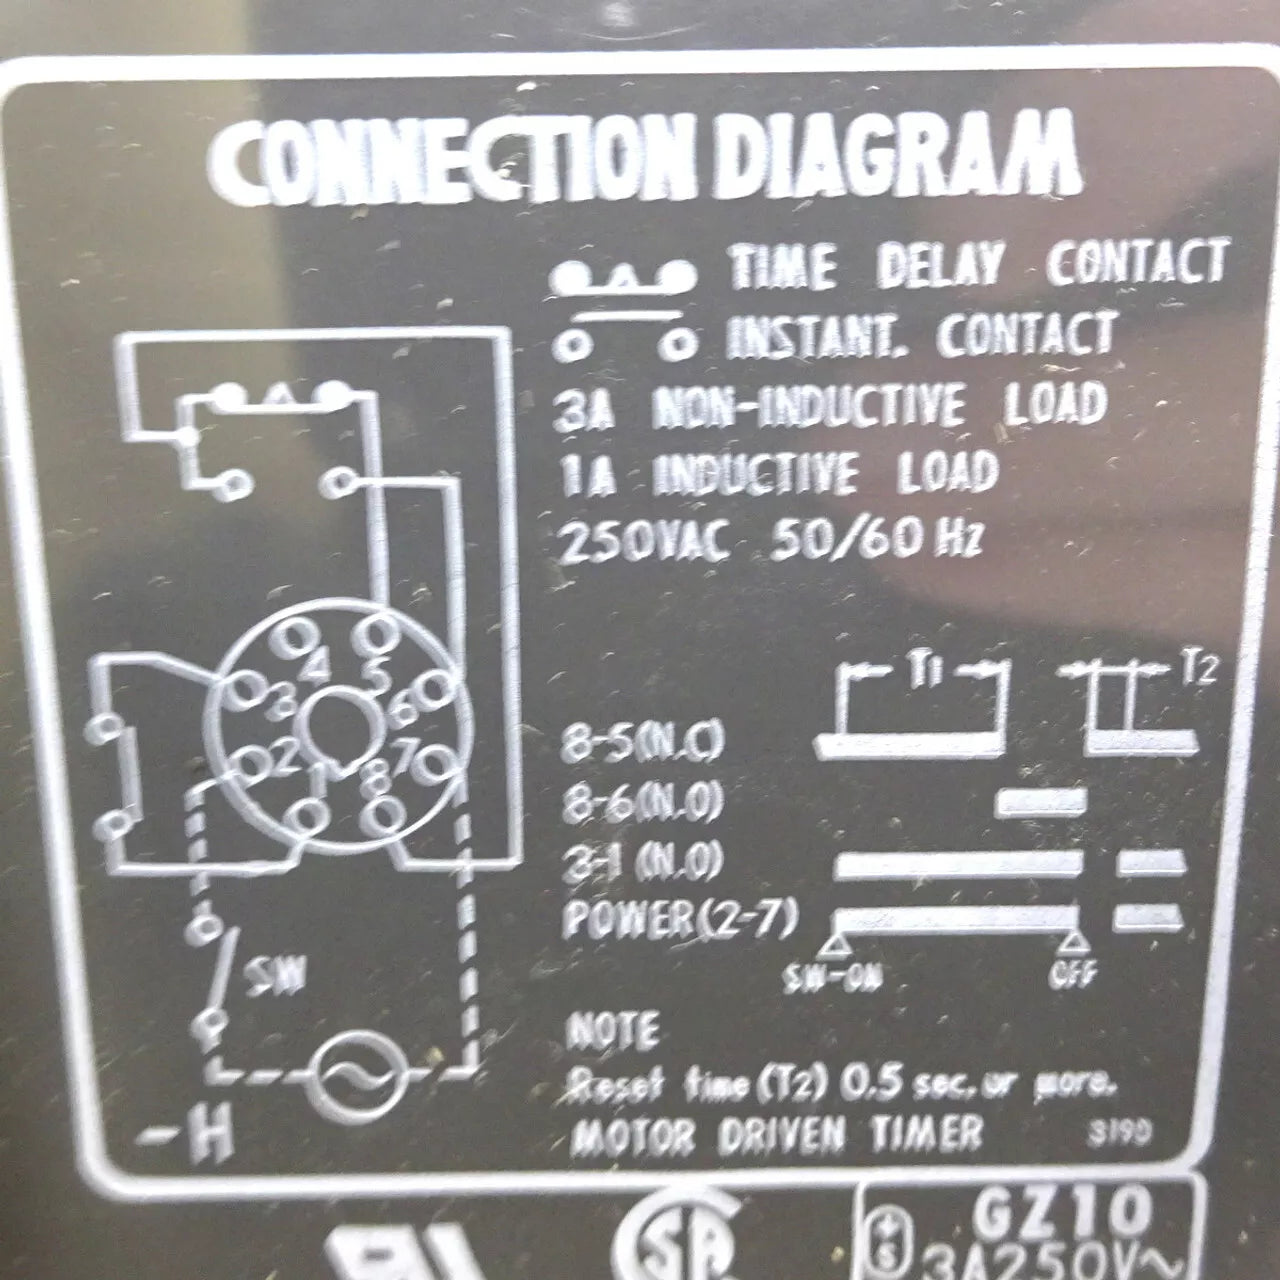 CONNECTION DIAGRAM
TIME DELAY CONTACT
INSTANT. CONTACT
3A NON-INDUCTIVE LOAD
1A INDUCTIVE LOAD
250VAC 50/60 Hz
4 5
3 6
2 7
1 8
T1 T2
8-5(N.C)
8-6(N.O)
3-1 (N.O)
POWER(2-7)
SW-ON OFF
SW
NOTE
Reset time (T2) 0.5 sec. or more.
-H
MOTOR DRIVEN TIMER
GZ10
3A250V~